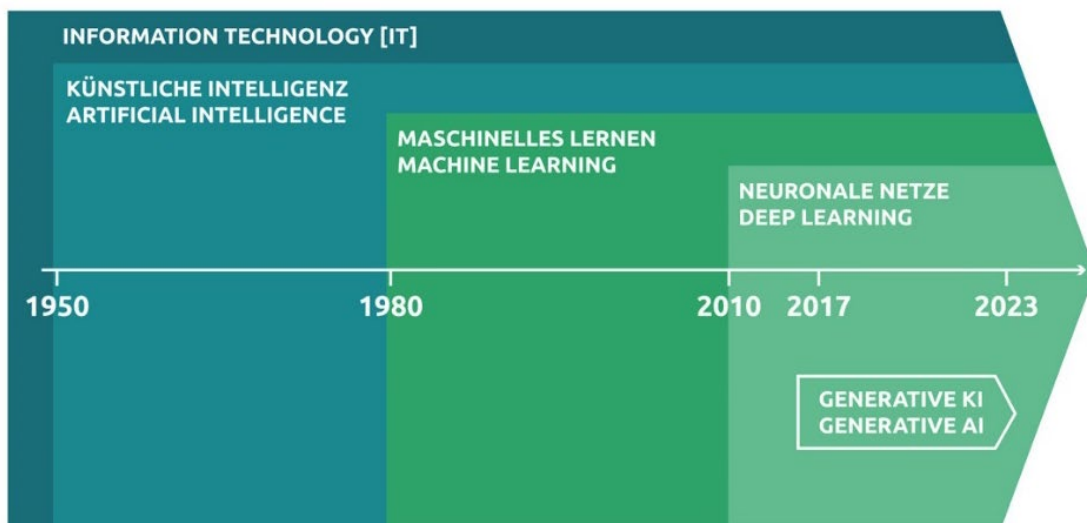 INFORMATION TECHNOLOGY [IT]
KÜNSTLICHE INTELLIGENZ
ARTIFICIAL INTELLIGENCE
MASCHINELLES LERNEN
MACHINE LEARNING
NEURONALE NETZE
DEEP LEARNING
1950 1980 2010 2017 2023
GENERATIVE KI
GENERATIVE AI